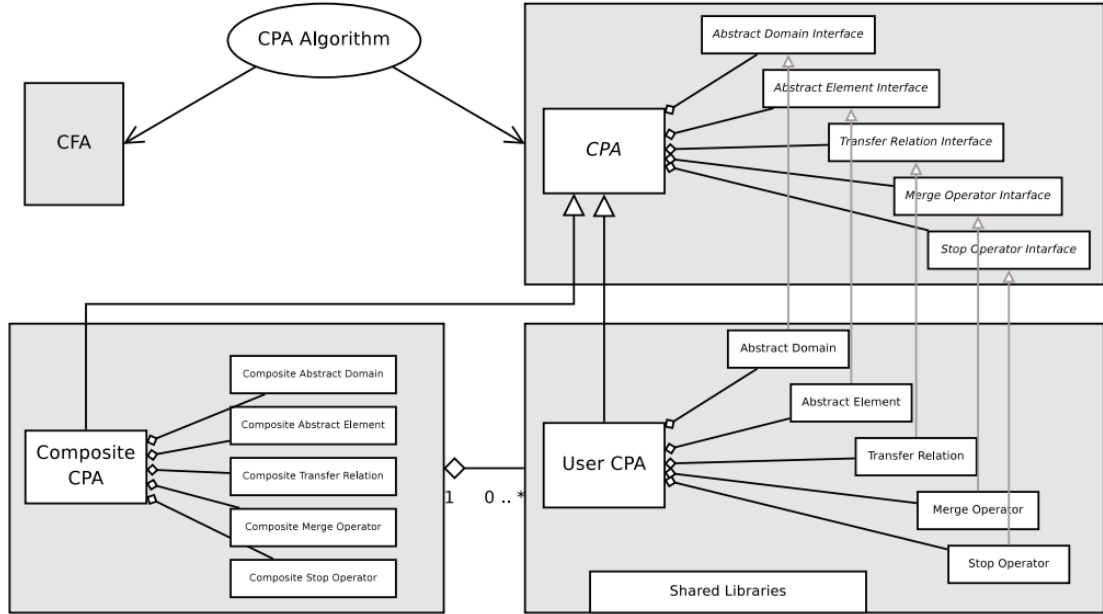 CPA Algorithm
CFA
CPA
Abstract Domain Interface
Abstract Element Interface
Transfer Relation Interface
Merge Operator Intarface
Stop Operator Intarface
Composite
CPA
Composite Abstract Domain
Composite Abstract Element
Composite Transfer Relation
Composite Merge Operator
Composite Stop Operator
1 0 .. *
User CPA
Abstract Domain
Abstract Element
Transfer Relation
Merge Operator
Stop Operator
Shared Libraries